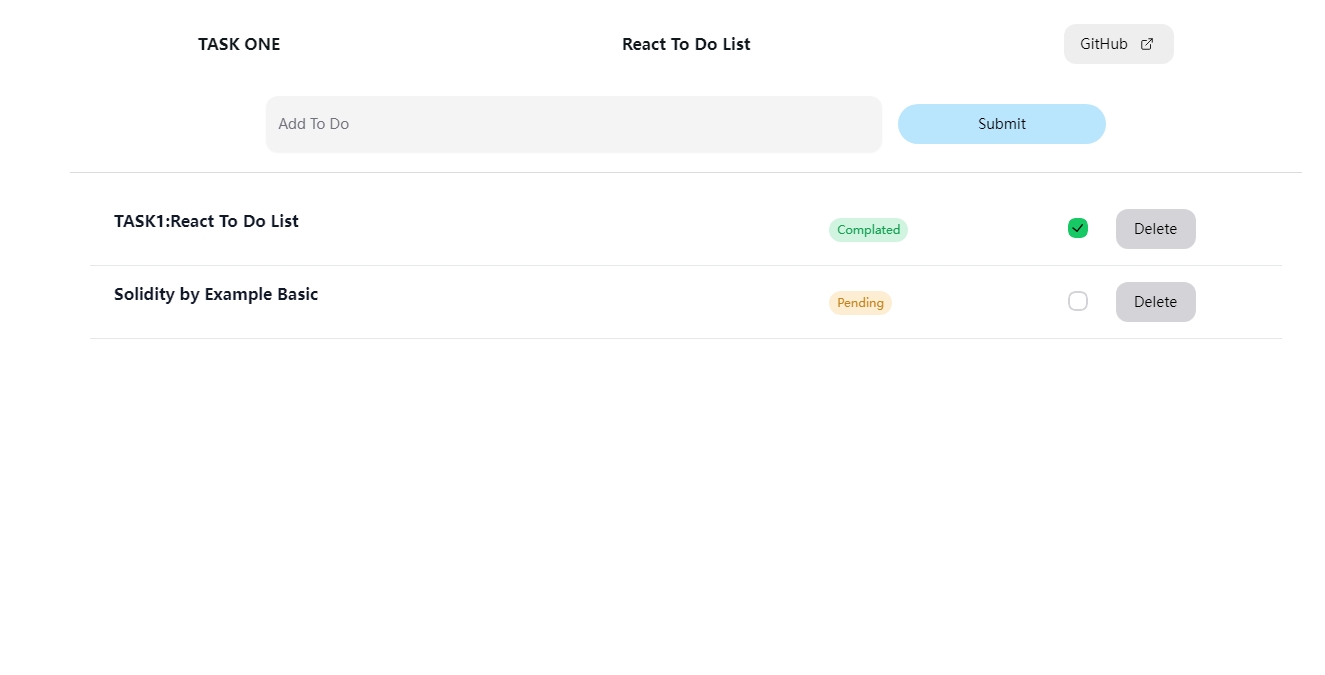 TASK ONE
React To Do List
GitHub
Add To Do
Submit
TASK1:React To Do List
Complated
Delete
Solidity by Example Basic
Pending
Delete